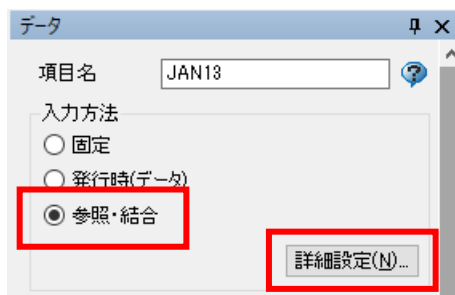 データ
項目名 JAN13
入力方法
固定
発行時(データ)
参照・結合
詳細設定(N)...